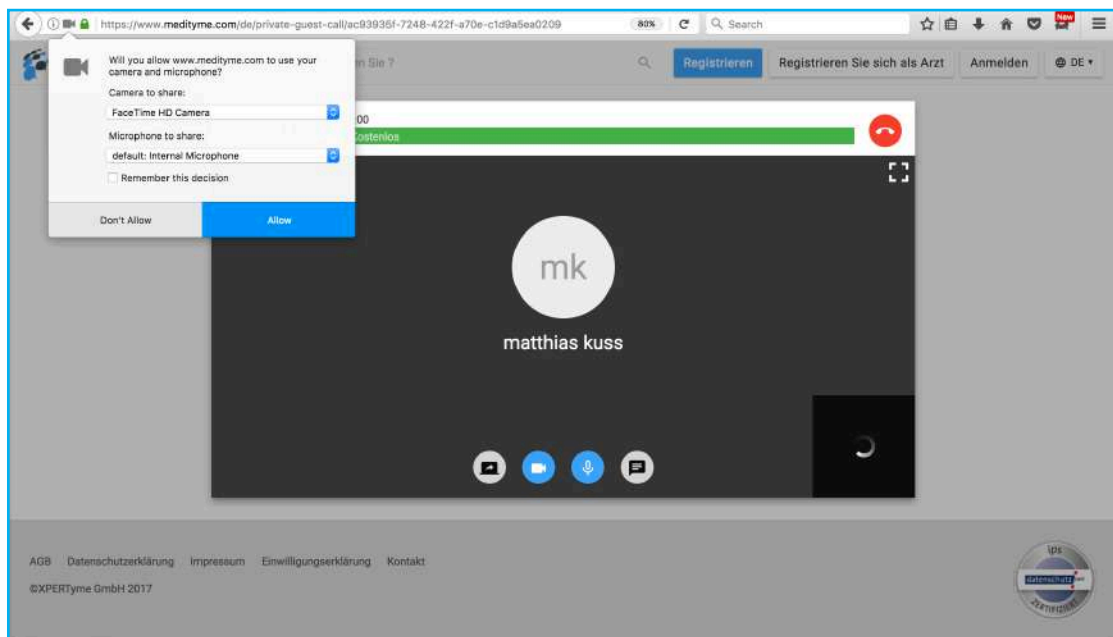 https://www.medityme.com/de/private-guest-call/ac93935f-7248-422f-a70e-c1d9a5ea0209
80%
Search
New
Will you allow www.medityme.com to use your
camera and microphone?
Camera to share:
FaceTime HD Camera
Microphone to share:
default: Internal Microphone
Remember this decision
Don't Allow
Allow
n Sie ?
Registrieren
Registrieren Sie sich als Arzt
Anmelden
DE
:00
Kostenlos
mk
matthias kuss
AGB Datenschutzerklärung Impressum Einwilligungserklärung Kontakt
©XPERTyme GmbH 2017
ips
datenschutz
ZERTIFIZIERT